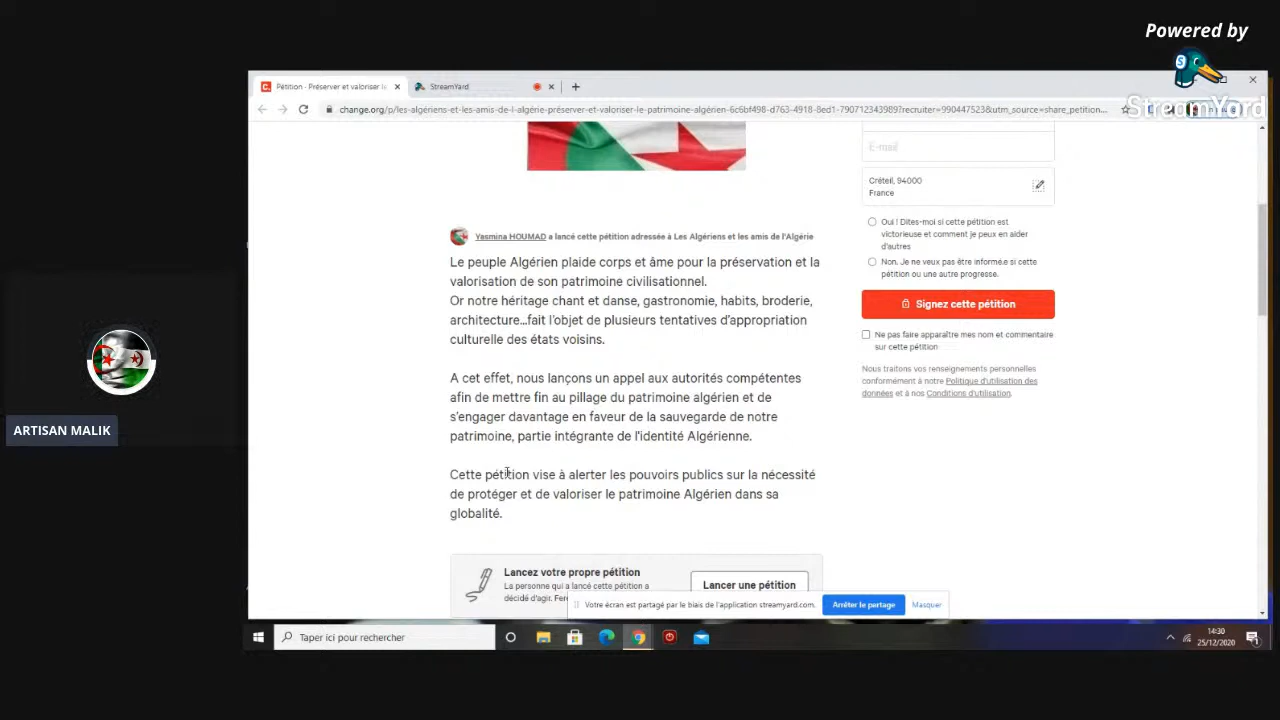 Powered by
StreamYard
Pétition · Préserver et valoriser le
StreamYard
change.org/p/les-algériens-et-les-amis-de-l-algérie-préserver-et-valoriser-le-patrimoine-algérien-6c6bf498-d763-4918-8ed1-790712343989?recruiter=990447523&utm_source=share_petition...
E-mail
Créteil, 94000
France
Yasmina HOUMAD a lancé cette pétition adressée à Les Algériens et les amis de l'Algérie
Le peuple Algérien plaide corps et âme pour la préservation et la
valorisation de son patrimoine civilisationnel.
Or notre héritage chant et danse, gastronomie, habits, broderie,
architecture...fait l'objet de plusieurs tentatives d'appropriation
culturelle des états voisins.
A cet effet, nous lançons un appel aux autorités compétentes
afin de mettre fin au pillage du patrimoine algérien et de
s'engager davantage en faveur de la sauvegarde de notre
patrimoine, partie intégrante de l'identité Algérienne.
Cette pétition vise à alerter les pouvoirs publics sur la nécessité
de protéger et de valoriser le patrimoine Algérien dans sa
globalité.
Oui ! Dites-moi si cette pétition est
victorieuse et comment je peux en aider
d'autres
Non. Je ne veux pas être informé.e si cette
pétition ou une autre progresse.
Signez cette pétition
Ne pas faire apparaître mes nom et commentaire
sur cette pétition
Nous traitons vos renseignements personnelles
conformément à notre Politique d'utilisation des
données et à nos Conditions d'utilisation.
ARTISAN MALIK
Lancez votre propre pétition
La personne qui a lancé cette pétition a
décidé d'agir.
Lancer une pétition
Votre écran est partagé par le biais de l'application streamyard.com.
Arrêter le partage
Masquer
Taper ici pour rechercher
14:30
25/12/2020